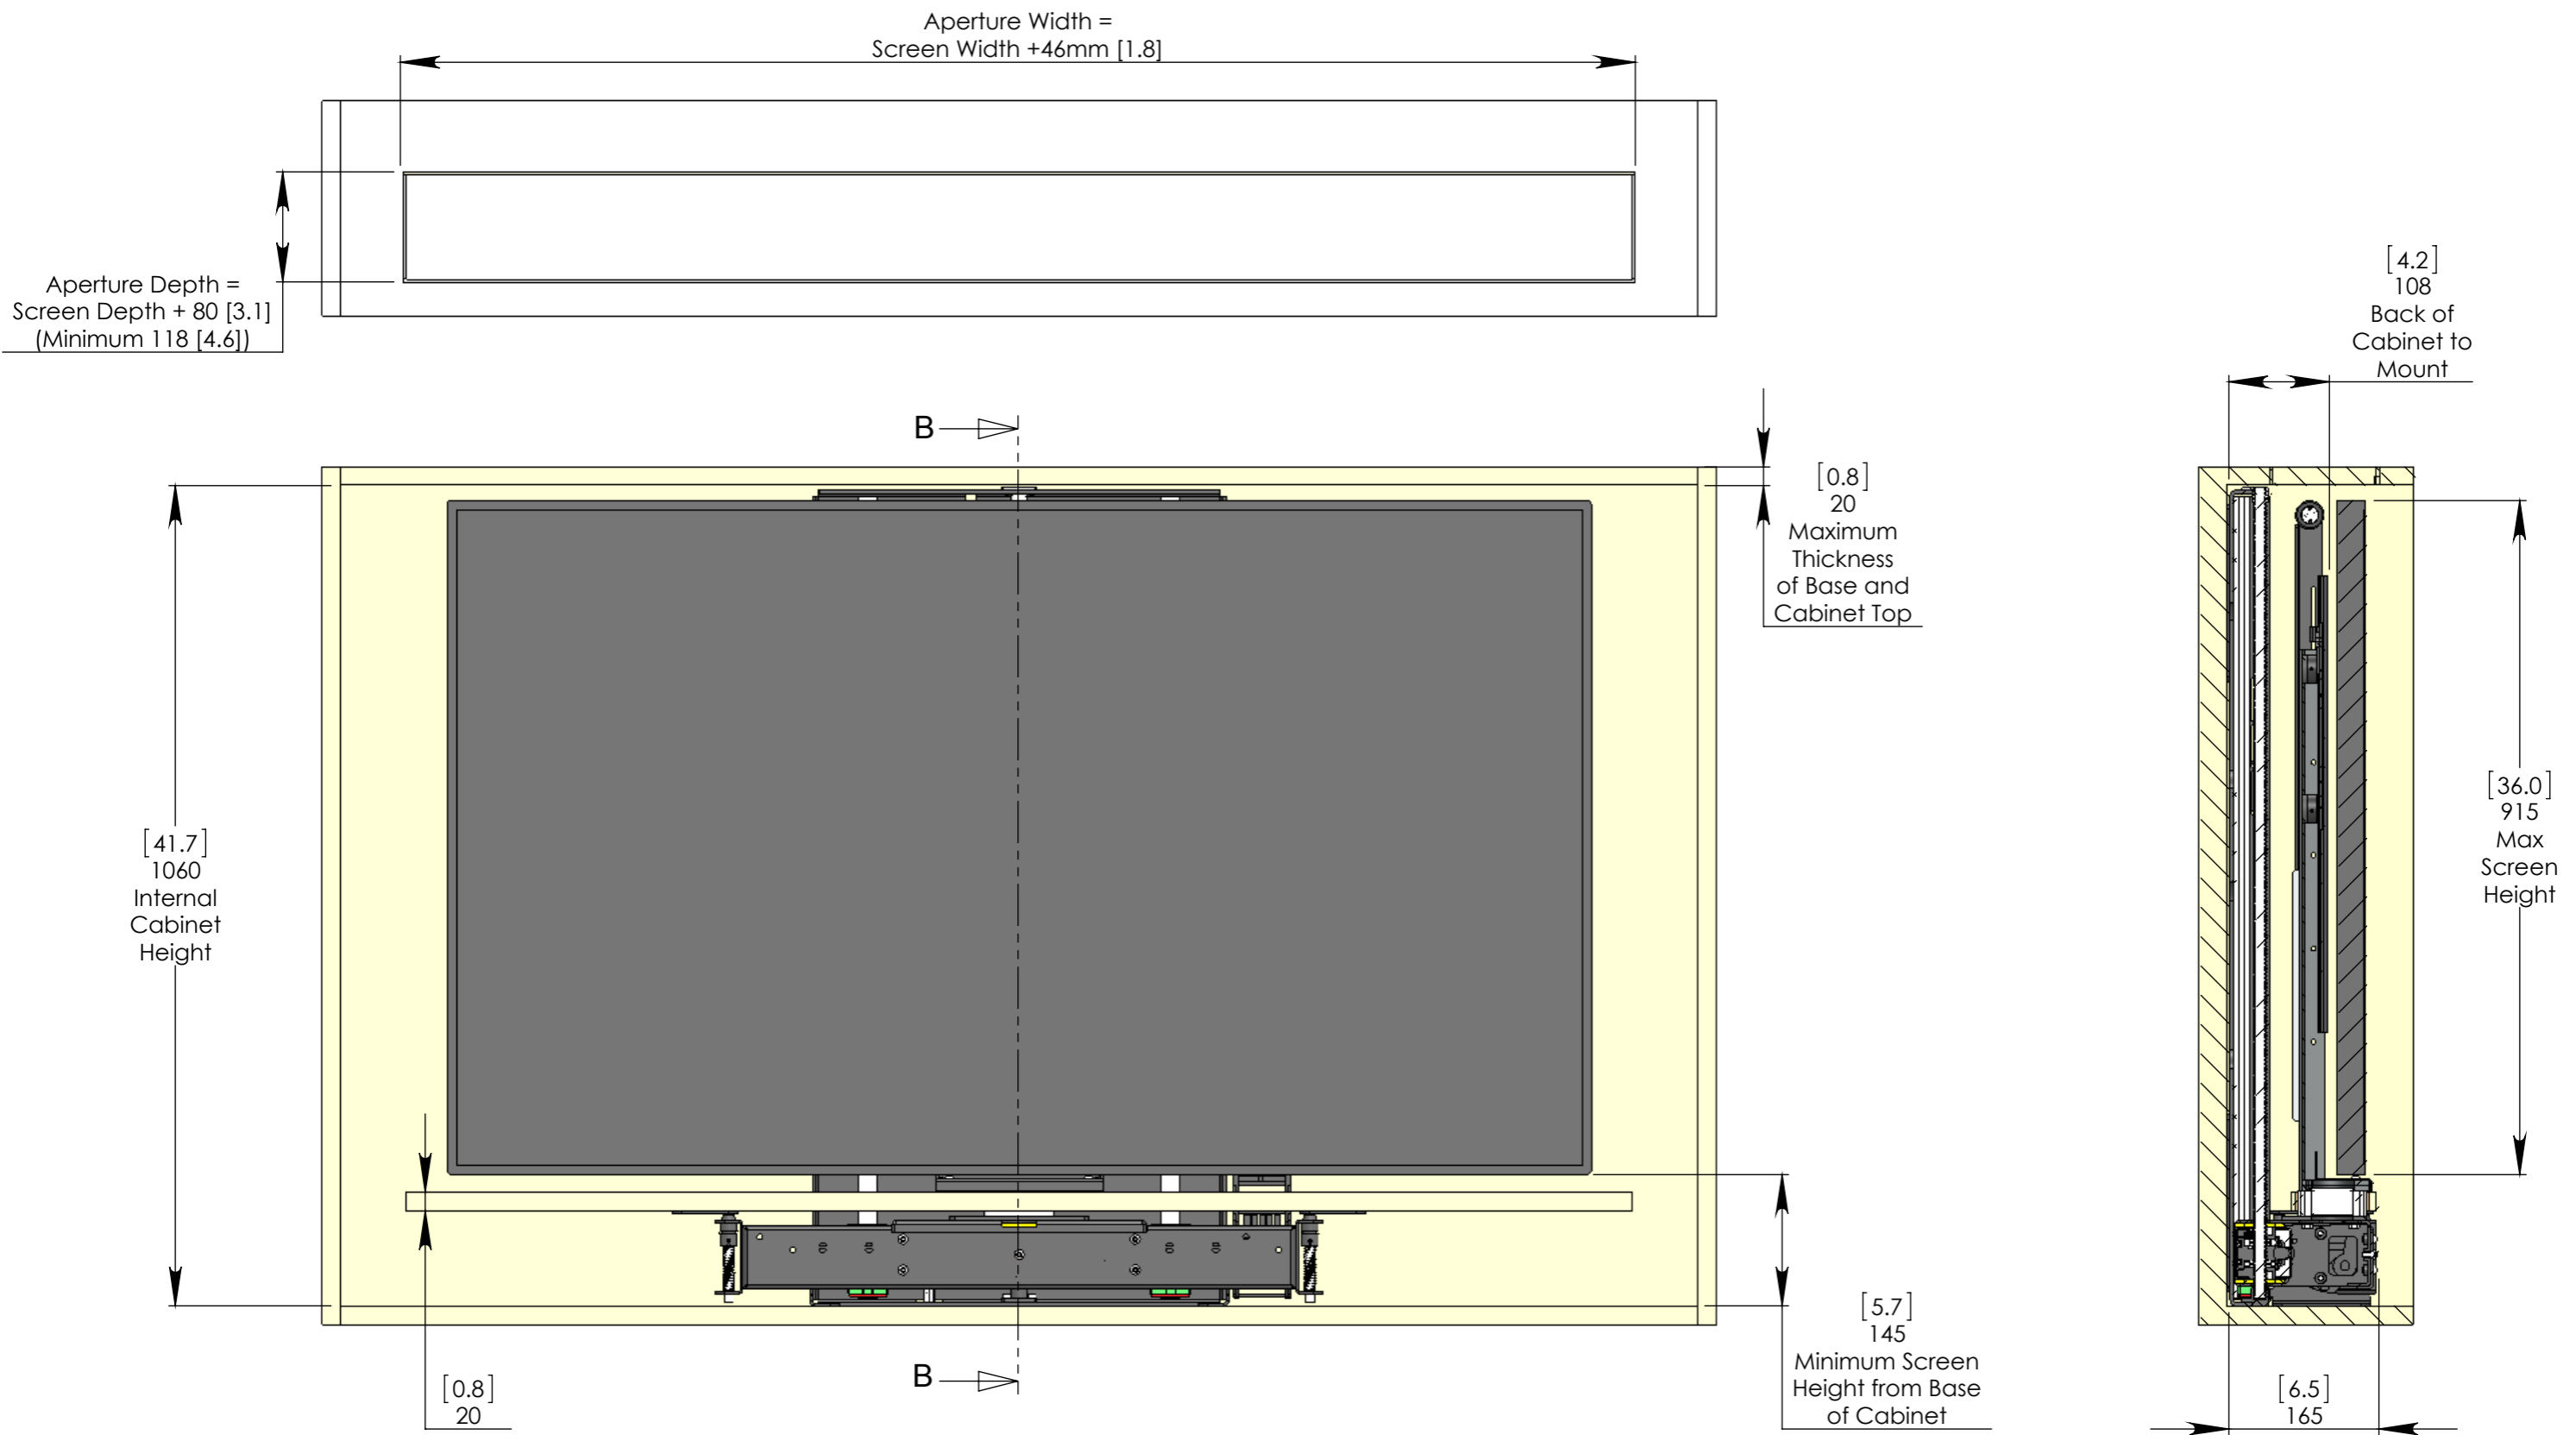 Aperture Width =
Screen Width +46mm [1.8]
Aperture Depth =
Screen Depth + 80 [3.1]
(Minimum 118 [4.6])
[4.2]
108
Back of
Cabinet to
Mount
B
[0.8]
20
Maximum
Thickness
of Base and
Cabinet Top
[41.7]
1060
Internal
Cabinet
Height
[36.0]
915
Max
Screen
Height
[5.7]
145
Minimum Screen
Height from Base
of Cabinet
B
[0.8]
20
[6.5]
165